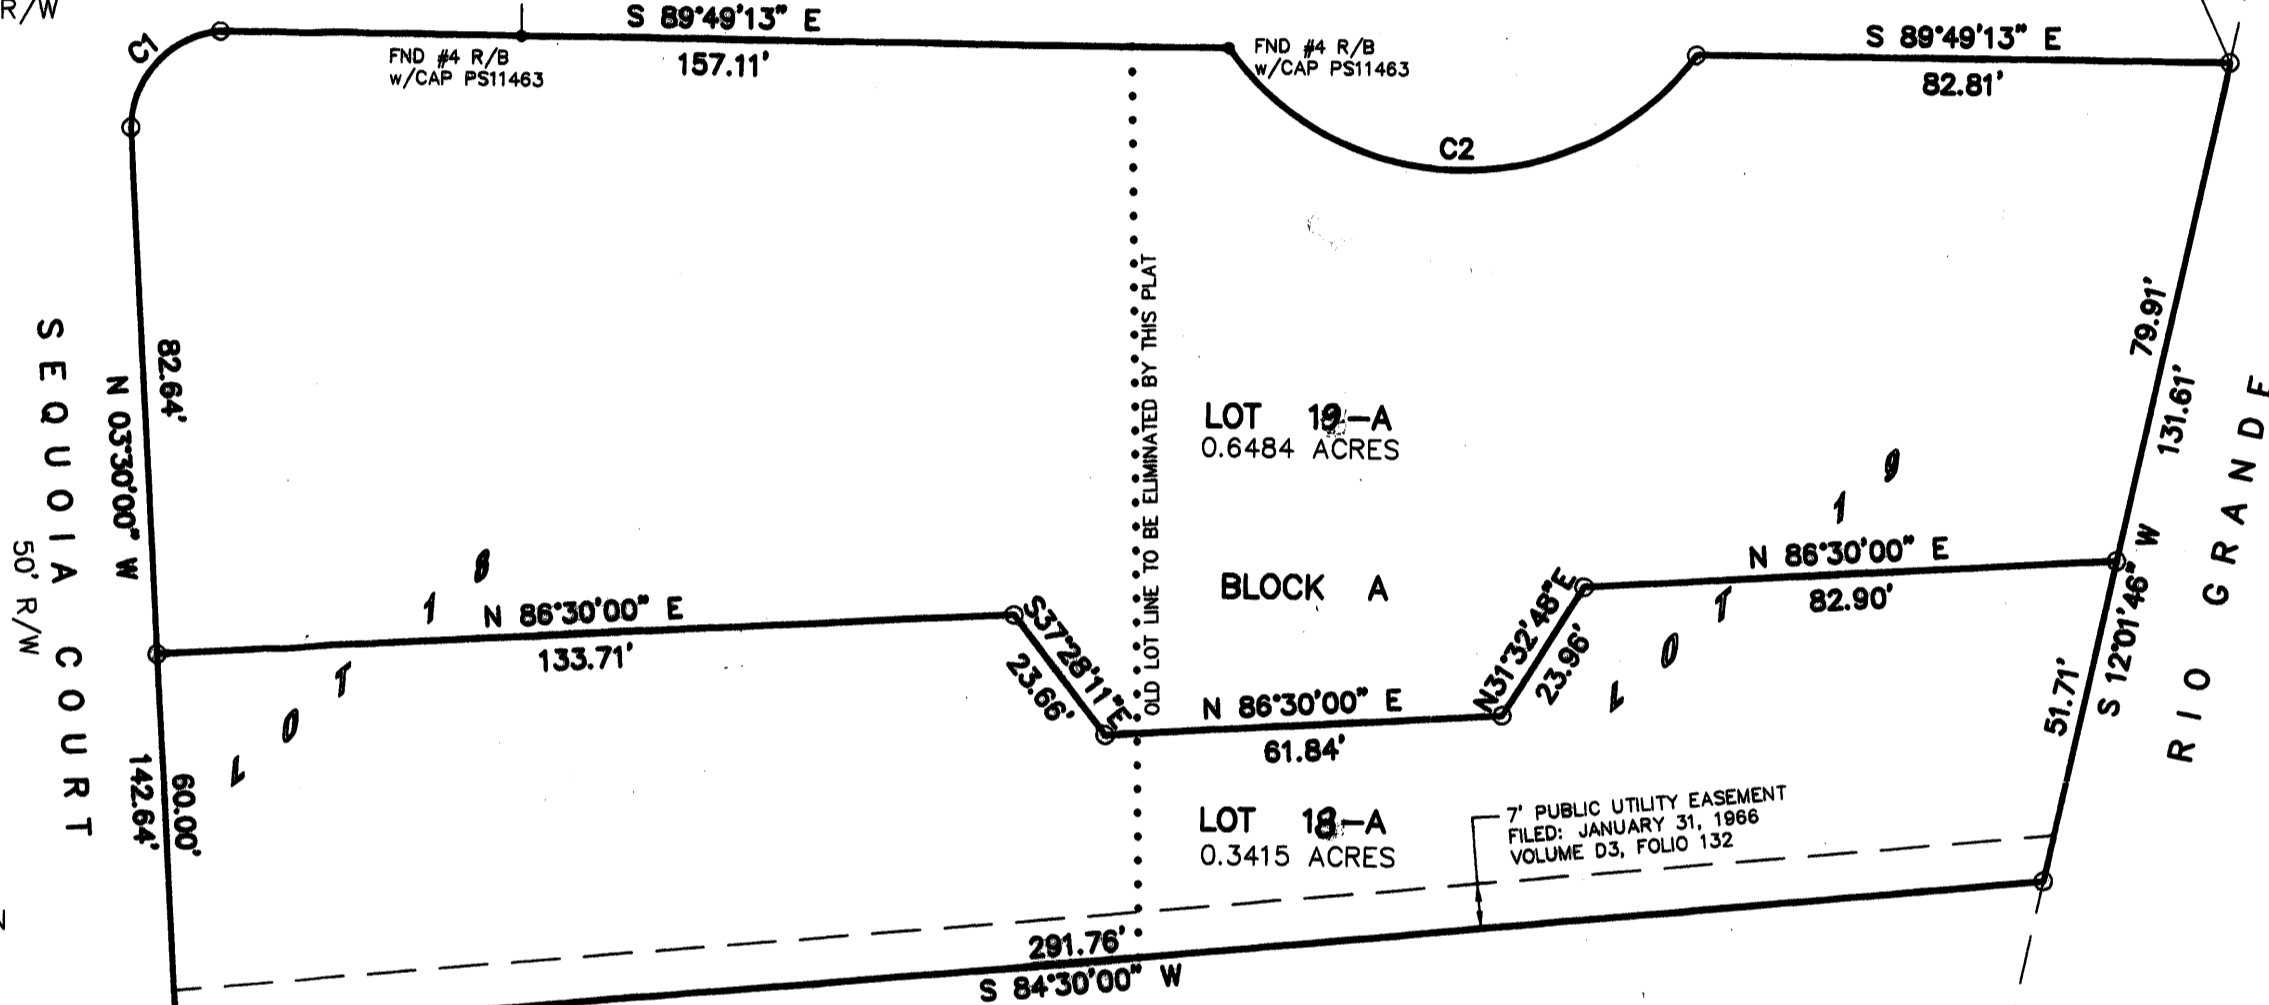 R/W
C1
S 89°49'13" E
157.11'
FND #4 R/B
w/CAP PS11463
FND #4 R/B
w/CAP PS11463
C2
S 89°49'13" E
82.81'
82.64'
N 03°30'00" W
SEQUOIA COURT
50' R/W
142.64'
60.00'
OLD LOT LINE TO BE ELIMINATED BY THIS PLAT
LOT 19-A
0.6484 ACRES
BLOCK A
79.91'
131.61'
S 12°01'46" W
51.71'
RIO GRANDE
LOT 18
N 86°30'00" E
133.71'
S37°28'11"E
23.66'
N 86°30'00" E
61.84'
N31°32'48"E
23.96'
LOT 19
N 86°30'00" E
82.90'
LOT 18-A
0.3415 ACRES
7' PUBLIC UTILITY EASEMENT
FILED: JANUARY 31, 1966
VOLUME D3, FOLIO 132
291.76'
S 84°30'00" W